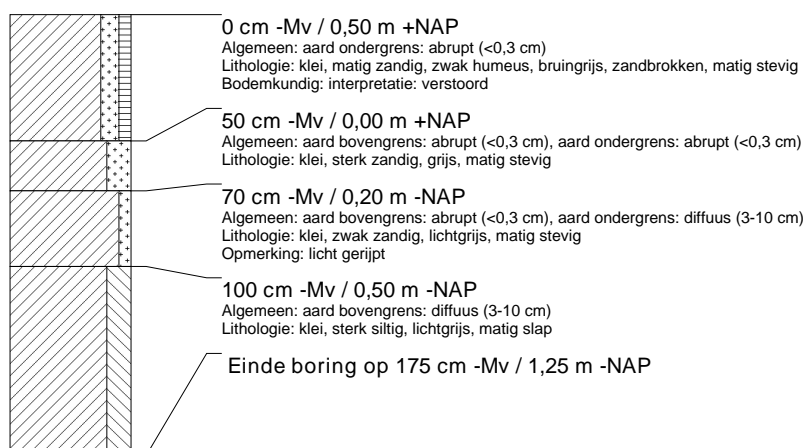 0 cm -Mv / 0,50 m +NAP
Algemeen: aard ondergrens: abrupt (<0,3 cm)
Lithologie: klei, matig zandig, zwak humeus, bruingrijs, zandbrokken, matig stevig
Bodemkundig: interpretatie: verstoord
50 cm -Mv / 0,00 m +NAP
Algemeen: aard bovengrens: abrupt (<0,3 cm), aard ondergrens: abrupt (<0,3 cm)
Lithologie: klei, sterk zandig, grijs, matig stevig
70 cm -Mv / 0,20 m -NAP
Algemeen: aard bovengrens: abrupt (<0,3 cm), aard ondergrens: diffuus (3-10 cm)
Lithologie: klei, zwak zandig, lichtgrijs, matig stevig
Opmerking: licht gerijpt
100 cm -Mv / 0,50 m -NAP
Algemeen: aard bovengrens: diffuus (3-10 cm)
Lithologie: klei, sterk siltig, lichtgrijs, matig slap
Einde boring op 175 cm -Mv / 1,25 m -NAP